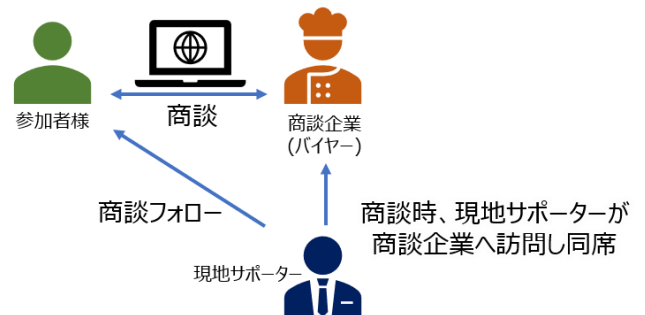 参加者様
商談
商談企業
(バイヤー)
商談フォロー
商談時、現地サポーターが
商談企業へ訪問し同席
現地サポーター